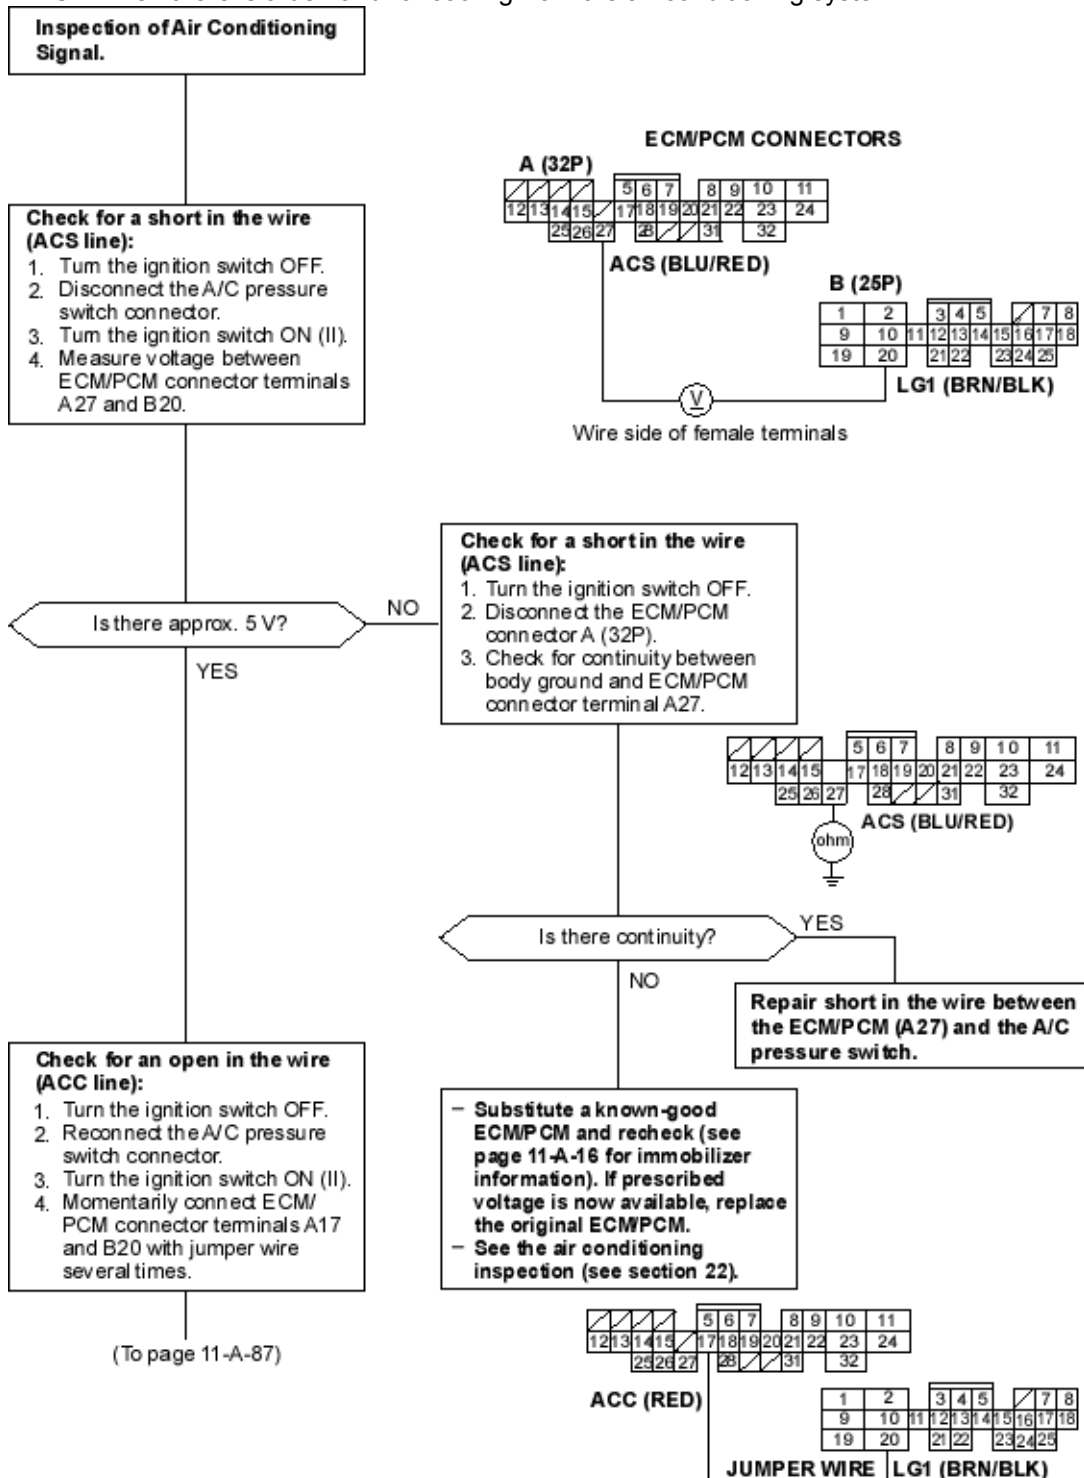 Inspection of Air Conditioning
Signal.
ECM/PCM CONNECTORS
A (32P)
5 6 7 8 9 10 11
12 13 14 15 17 18 19 20 21 22 23 24
25 26 27 28 31 32
ACS (BLU/RED)
B (25P)
1 2 3 4 5 7 8
9 10 11 12 13 14 15 16 17 18
19 20 21 22 23 24 25
LG1 (BRN/BLK)
V
Wire side of female terminals
Check for a short in the wire
(ACS line):
1. Turn the ignition switch OFF.
2. Disconnect the A/C pressure
switch connector.
3. Turn the ignition switch ON (II).
4. Measure voltage between
ECM/PCM connector terminals
A27 and B20.
Is there approx. 5 V?
NO
YES
Check for a short in the wire
(ACS line):
1. Turn the ignition switch OFF.
2. Disconnect the ECM/PCM
connector A (32P).
3. Check for continuity between
body ground and ECM/PCM
connector terminal A27.
5 6 7 8 9 10 11
12 13 14 15 17 18 19 20 21 22 23 24
25 26 27 28 31 32
ACS (BLU/RED)
ohm
Is there continuity?
YES
NO
Repair short in the wire between
the ECM/PCM (A27) and the A/C
pressure switch.
Check for an open in the wire
(ACC line):
1. Turn the ignition switch OFF.
2. Reconnect the A/C pressure
switch connector.
3. Turn the ignition switch ON (II).
4. Momentarily connect ECM/
PCM connector terminals A17
and B20 with jumper wire
several times.
(To page 11-A-87)
– Substitute a known-good
ECM/PCM and recheck (see
page 11-A-16 for immobilizer
information). If prescribed
voltage is now available, replace
the original ECM/PCM.
– See the air conditioning
inspection (see section 22).
5 6 7 8 9 10 11
12 13 14 15 17 18 19 20 21 22 23 24
25 26 27 28 31 32
ACC (RED)
1 2 3 4 5 7 8
9 10 11 12 13 14 15 16 17 18
19 20 21 22 23 24 25
JUMPER WIRE LG1 (BRN/BLK)